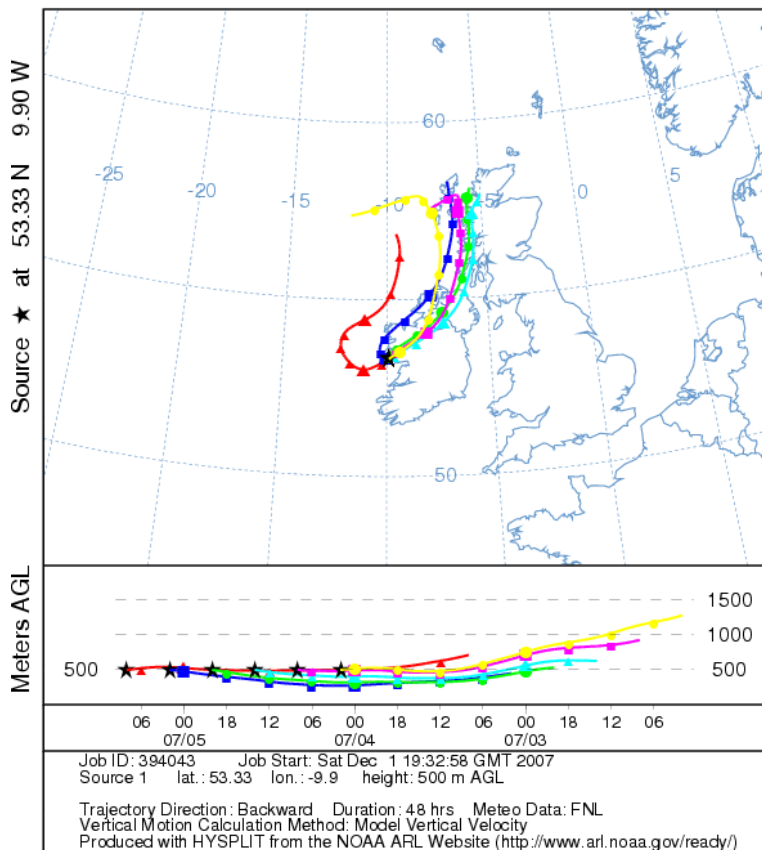 Source ★ at 53.33 N 9.90 W
60
-25
-20
-15
-10
-5
0
5
50
Meters AGL
1500
1000
500
500
06 00 18 12 06 00 18 12 06 00 18 12 06
07/05 07/04 07/03
Job ID: 394043 Job Start: Sat Dec 1 19:32:58 GMT 2007
Source 1 lat.: 53.33 lon.: -9.9 height: 500 m AGL
Trajectory Direction: Backward Duration: 48 hrs Meteo Data: FNL
Vertical Motion Calculation Method: Model Vertical Velocity
Produced with HYSPLIT from the NOAA ARL Website (http://www.arl.noaa.gov/ready/)